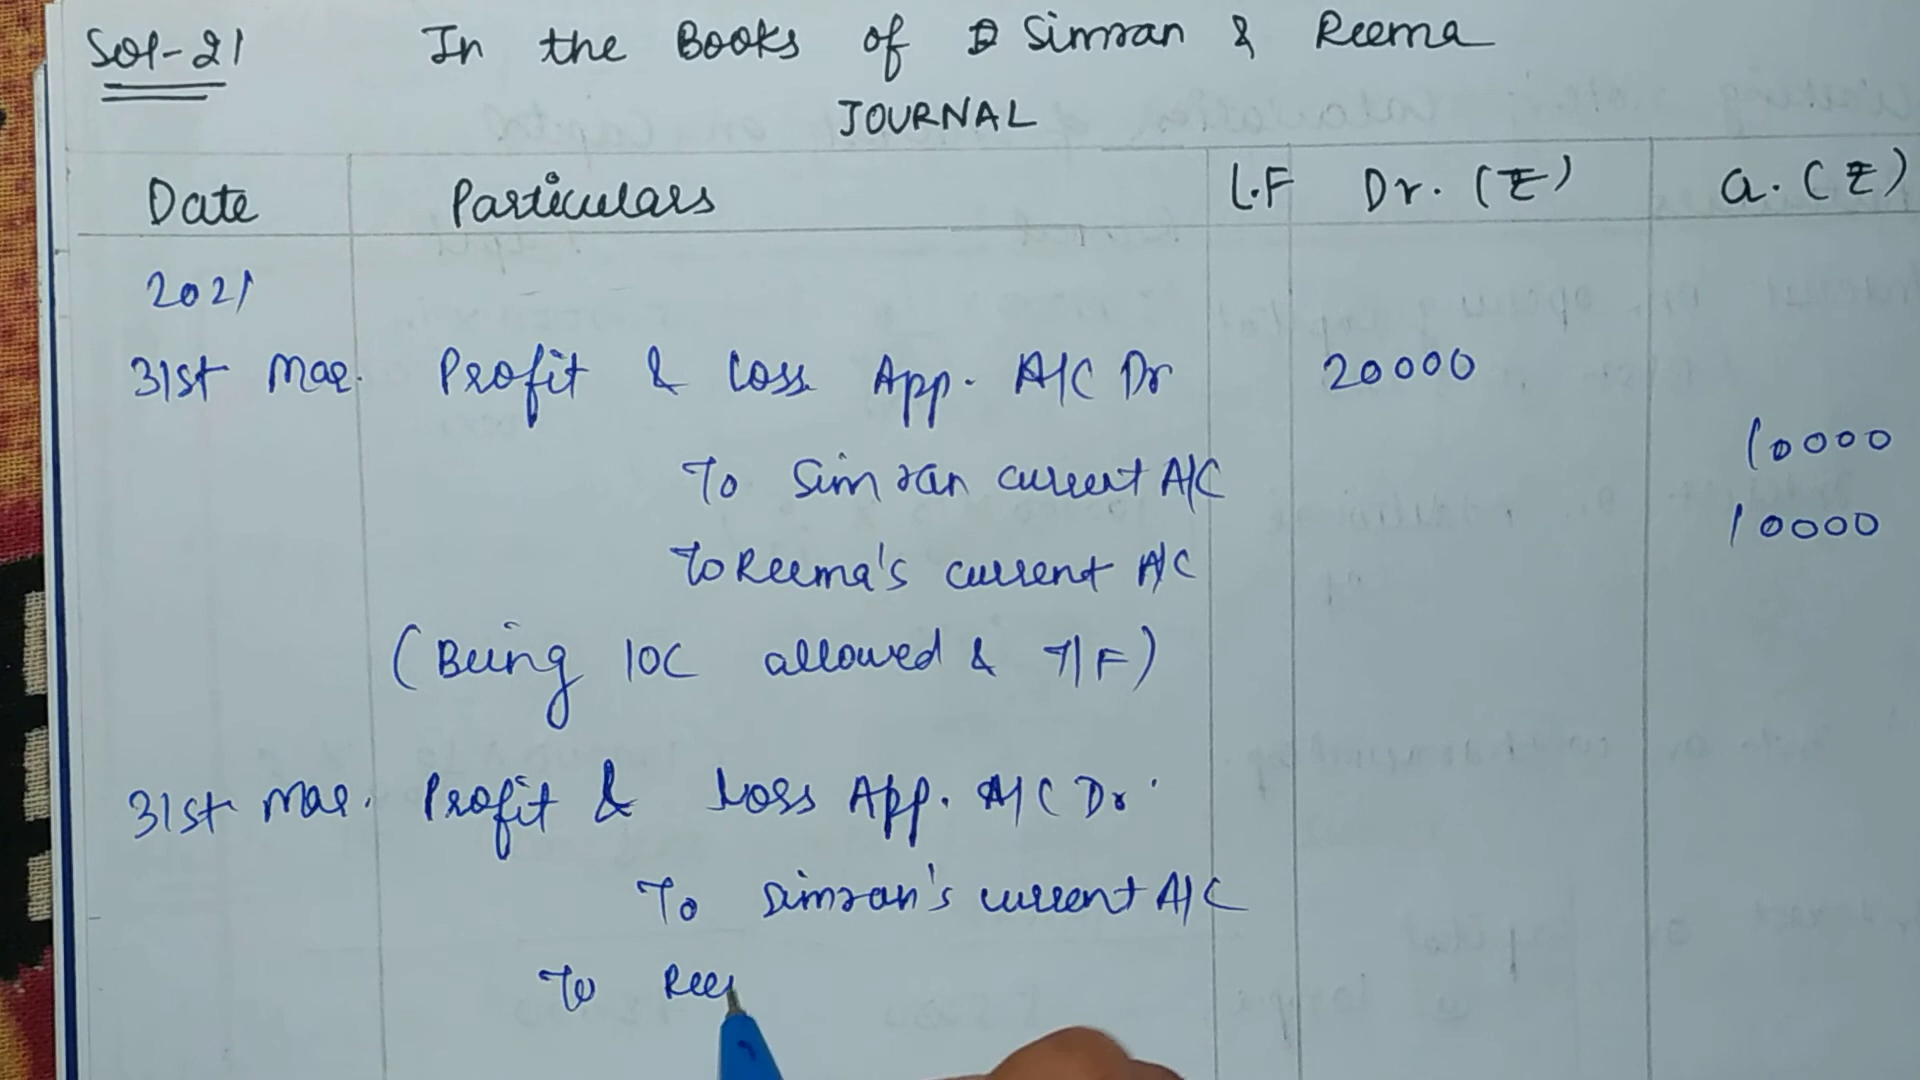 Sol-21 In the Books of Simran & Reema
JOURNAL
Date Particulars L.F Dr. (₹) Cr. (₹)
2021
31st Mar. Profit & Loss App. A/C Dr 20000
To Simran current A/C 10000
To Reema's current A/C 10000
(Being IOC allowed & T/F)
31st Mar. Profit & Loss App. A/C Dr.
To Simran's current A/C
To Ree